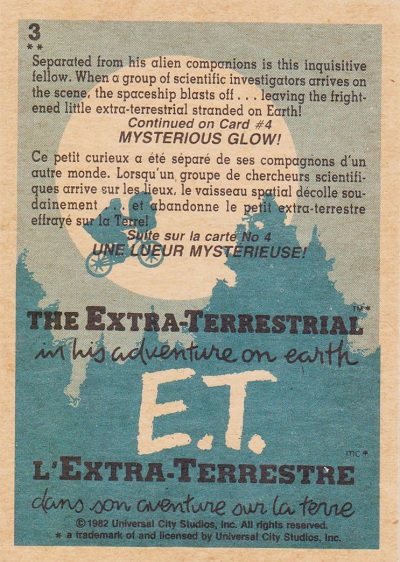 3
**
Separated from his alien companions is this inquisitive
fellow. When a group of scientific investigators arrives on
the scene, the spaceship blasts off . . . leaving the fright-
ened little extra-terrestrial stranded on Earth!
Continued on Card #4
MYSTERIOUS GLOW!
Ce petit curieux a été séparé de ses compagnons d'un
autre monde. Lorsqu'un groupe de chercheurs scientifi-
ques arrive sur les lieux, le vaisseau spatial décolle sou-
dainement . . . et abandonne le petit extra-terrestre
effrayé sur la Terre!
Suite sur la carte No 4
UNE LUEUR MYSTÉRIEUSE!
THE EXTRA-TERRESTRIAL TM*
in his adventure on earth
E.T.
mc*
L'EXTRA-TERRESTRE
dans son aventure sur la terre
©1982 Universal City Studios, Inc. All rights reserved.
* a trademark of and licensed by Universal City Studios, Inc.